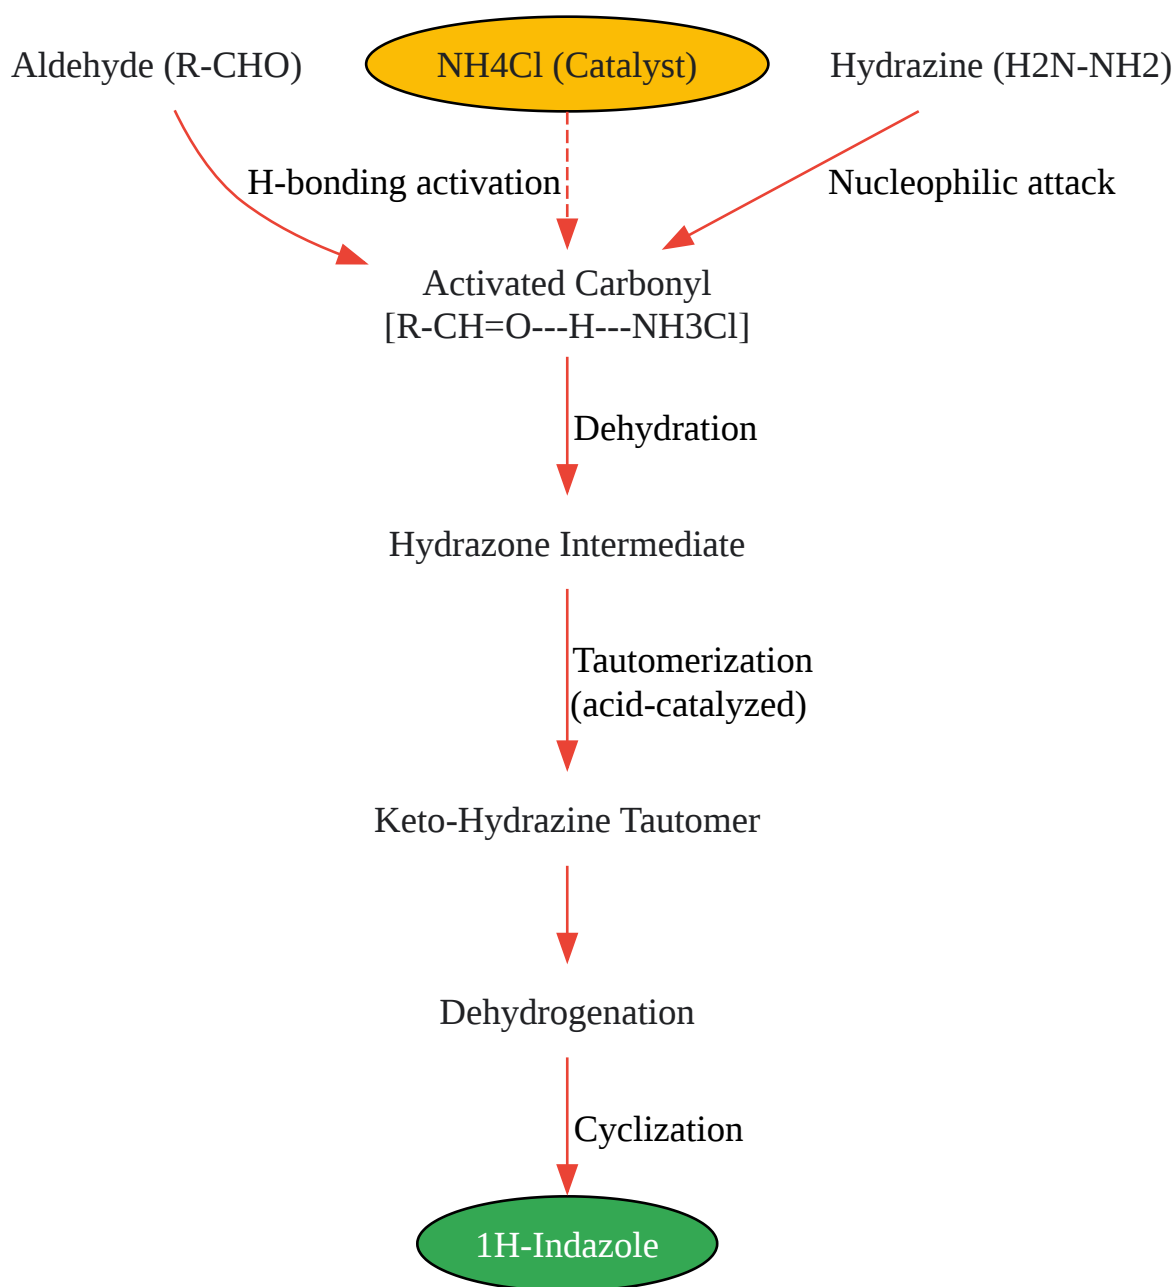 Aldehyde (R-CHO)
NH4Cl (Catalyst)
Hydrazine (H2N-NH2)
H-bonding activation
Nucleophilic attack
Activated Carbonyl
[R-CH=O---H---NH3Cl]
Dehydration
Hydrazone Intermediate
Tautomerization
(acid-catalyzed)
Keto-Hydrazine Tautomer
Dehydrogenation
Cyclization
1H-Indazole